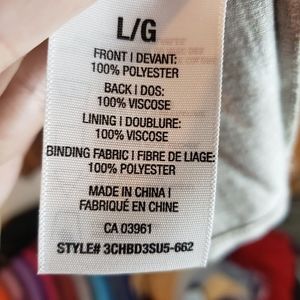 L/G
FRONT | DEVANT:
100% POLYESTER
BACK | DOS:
100% VISCOSE
LINING | DOUBLURE:
100% VISCOSE
BINDING FABRIC | FIBRE DE LIAGE:
100% POLYESTER
MADE IN CHINA |
FABRIQUÉ EN CHINE
CA 03961
STYLE# 3CHBD3SU5-662